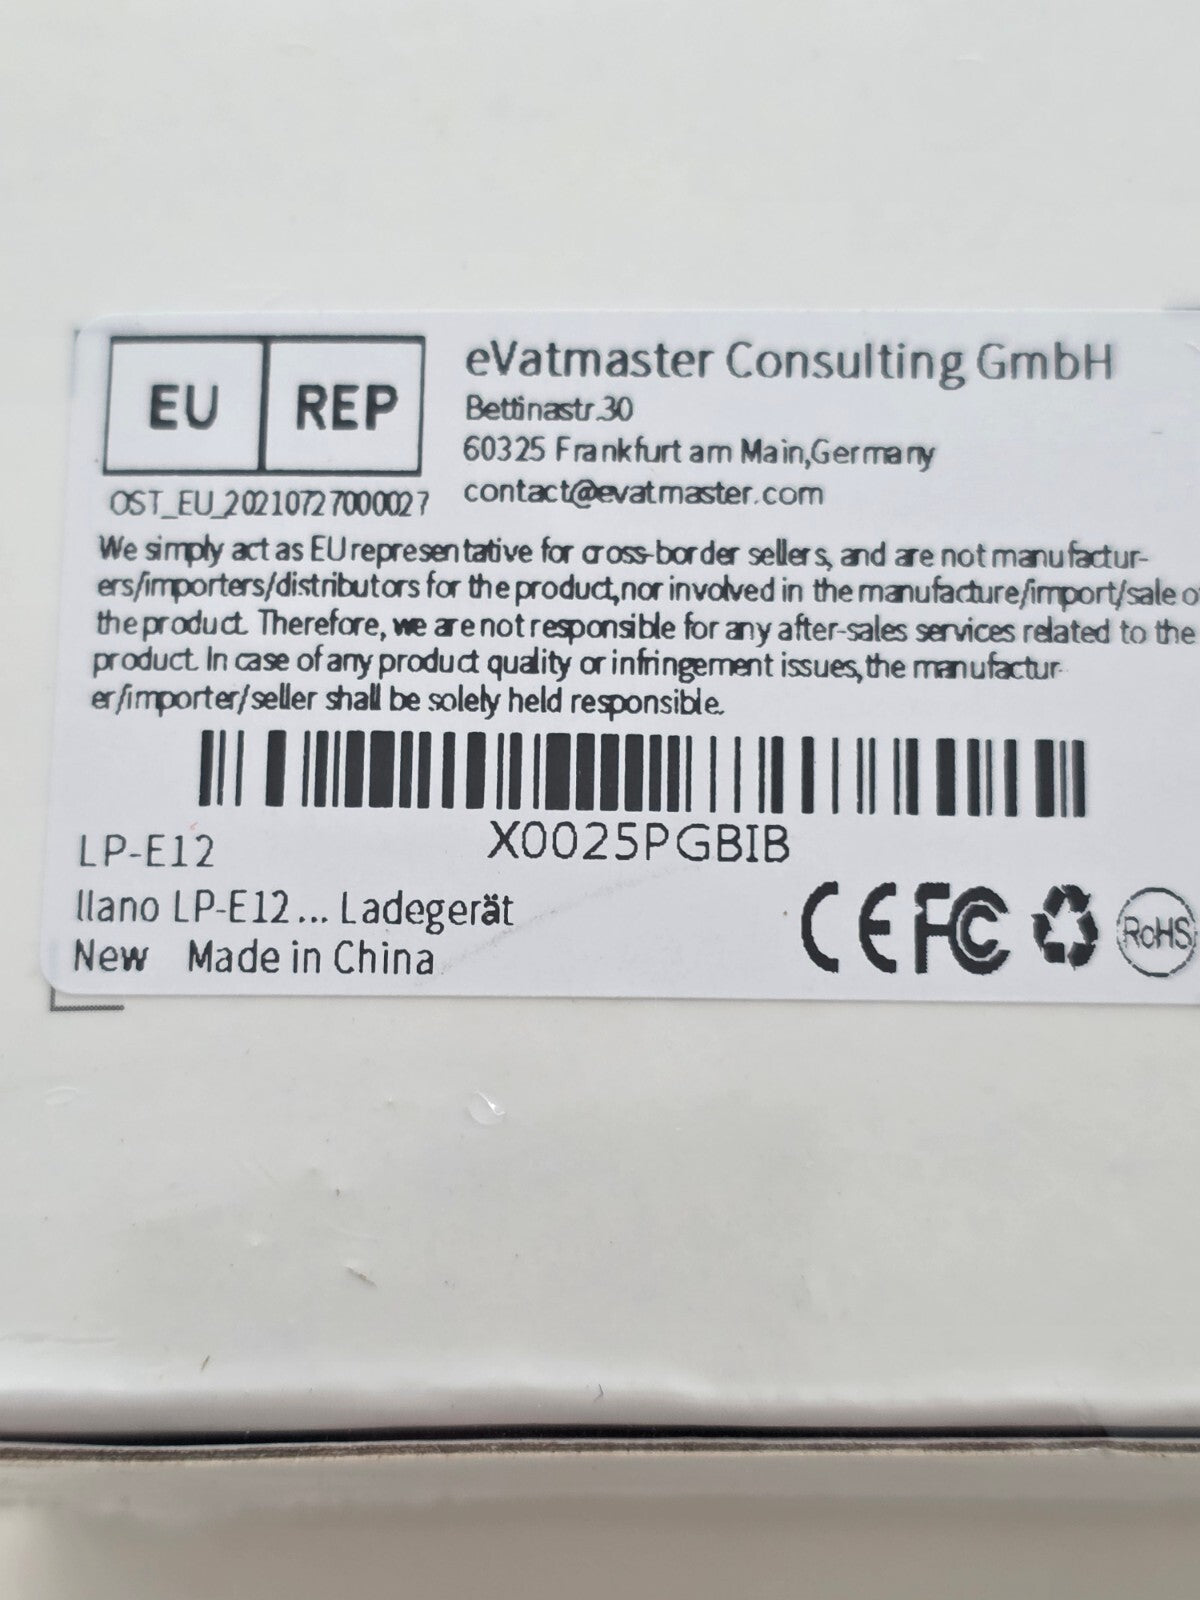 EU REP
eVatmaster Consulting GmbH
Bettinastr.30
60325 Frankfurt am Main,Germany
contact@evatmaster.com
OST_EU_20210727000027
We simply act as EU representative for cross-border sellers, and are not manufactur-
ers/importers/distributors for the product,nor involved in the manufacture/import/sale of
the product. Therefore, we are not responsible for any after-sales services related to the
product. In case of any product quality or infringement issues,the manufactur-
er/importer/seller shall be solely held responsible.
X0025PGBIB
LP-E12
llano LP-E12... Ladegerät
New Made in China
CE FC RoHS